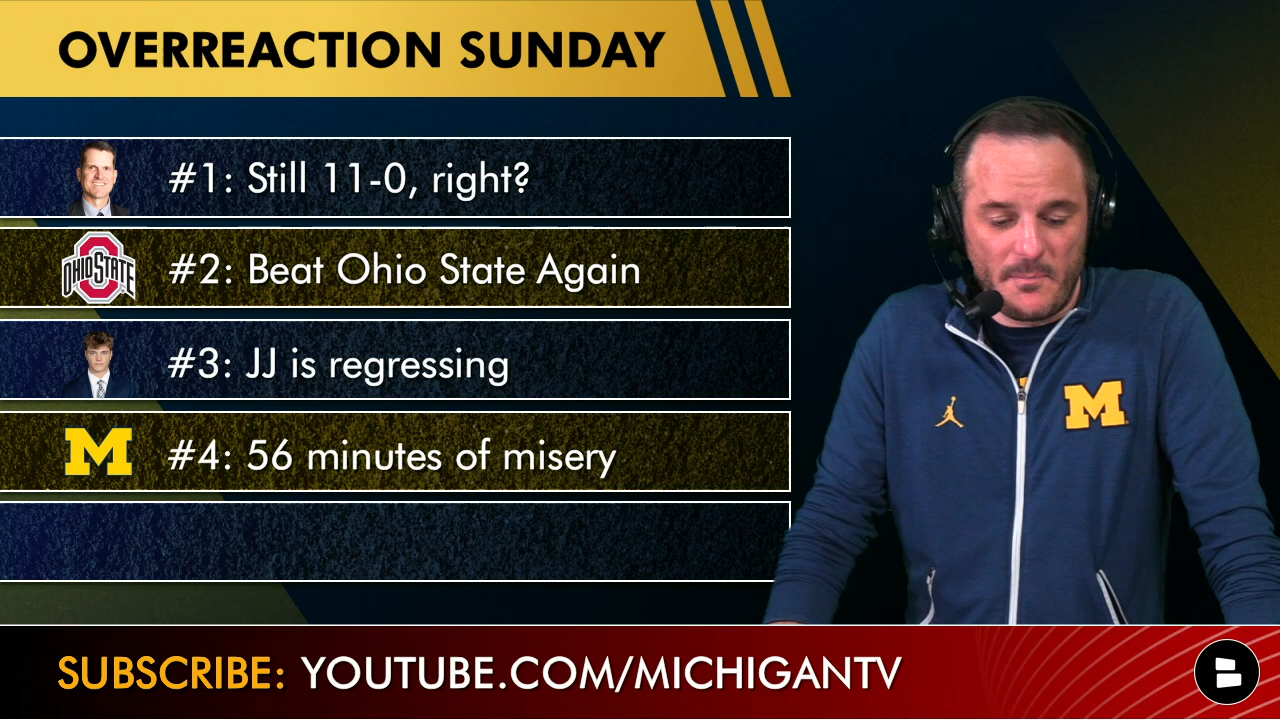 OVERREACTION SUNDAY
#1: Still 11-0, right?
OHIO STATE
#2: Beat Ohio State Again
#3: JJ is regressing
M
#4: 56 minutes of misery
M
SUBSCRIBE: YOUTUBE.COM/MICHIGANTV